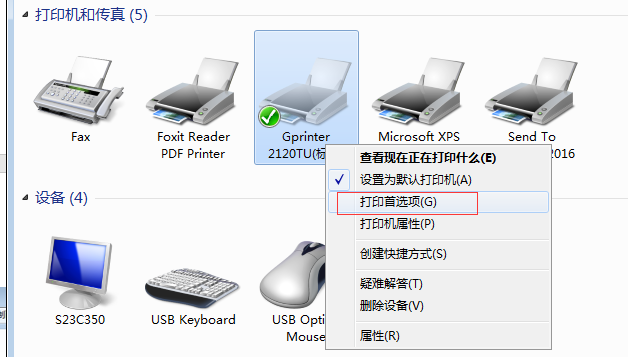 打印机和传真 (5)
Fax
Foxit Reader
PDF Printer
Gprinter
2120TU(标
Microsoft XPS
Send To
2016
查看现在正在打印什么(E)
设置为默认打印机(A)
打印首选项(G)
打印机属性(P)
创建快捷方式(S)
疑难解答(T)
删除设备(V)
属性(R)
设备 (4)
S23C350
USB Keyboard
USB Opti
Mouse